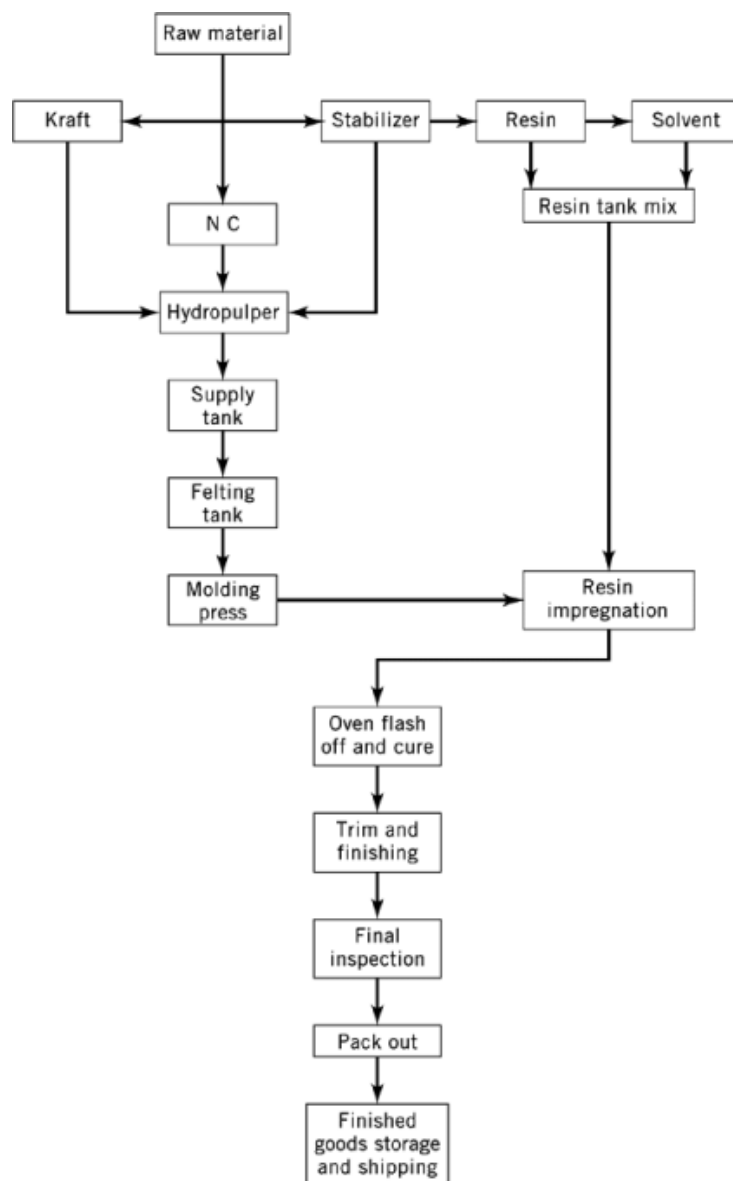 Raw material
Kraft
Stabilizer
Resin
Solvent
Resin tank mix
N C
Hydropulper
Supply
tank
Felting
tank
Molding
press
Resin
impregnation
Oven flash
off and cure
Trim and
finishing
Final
inspection
Pack out
Finished
goods storage
and shipping